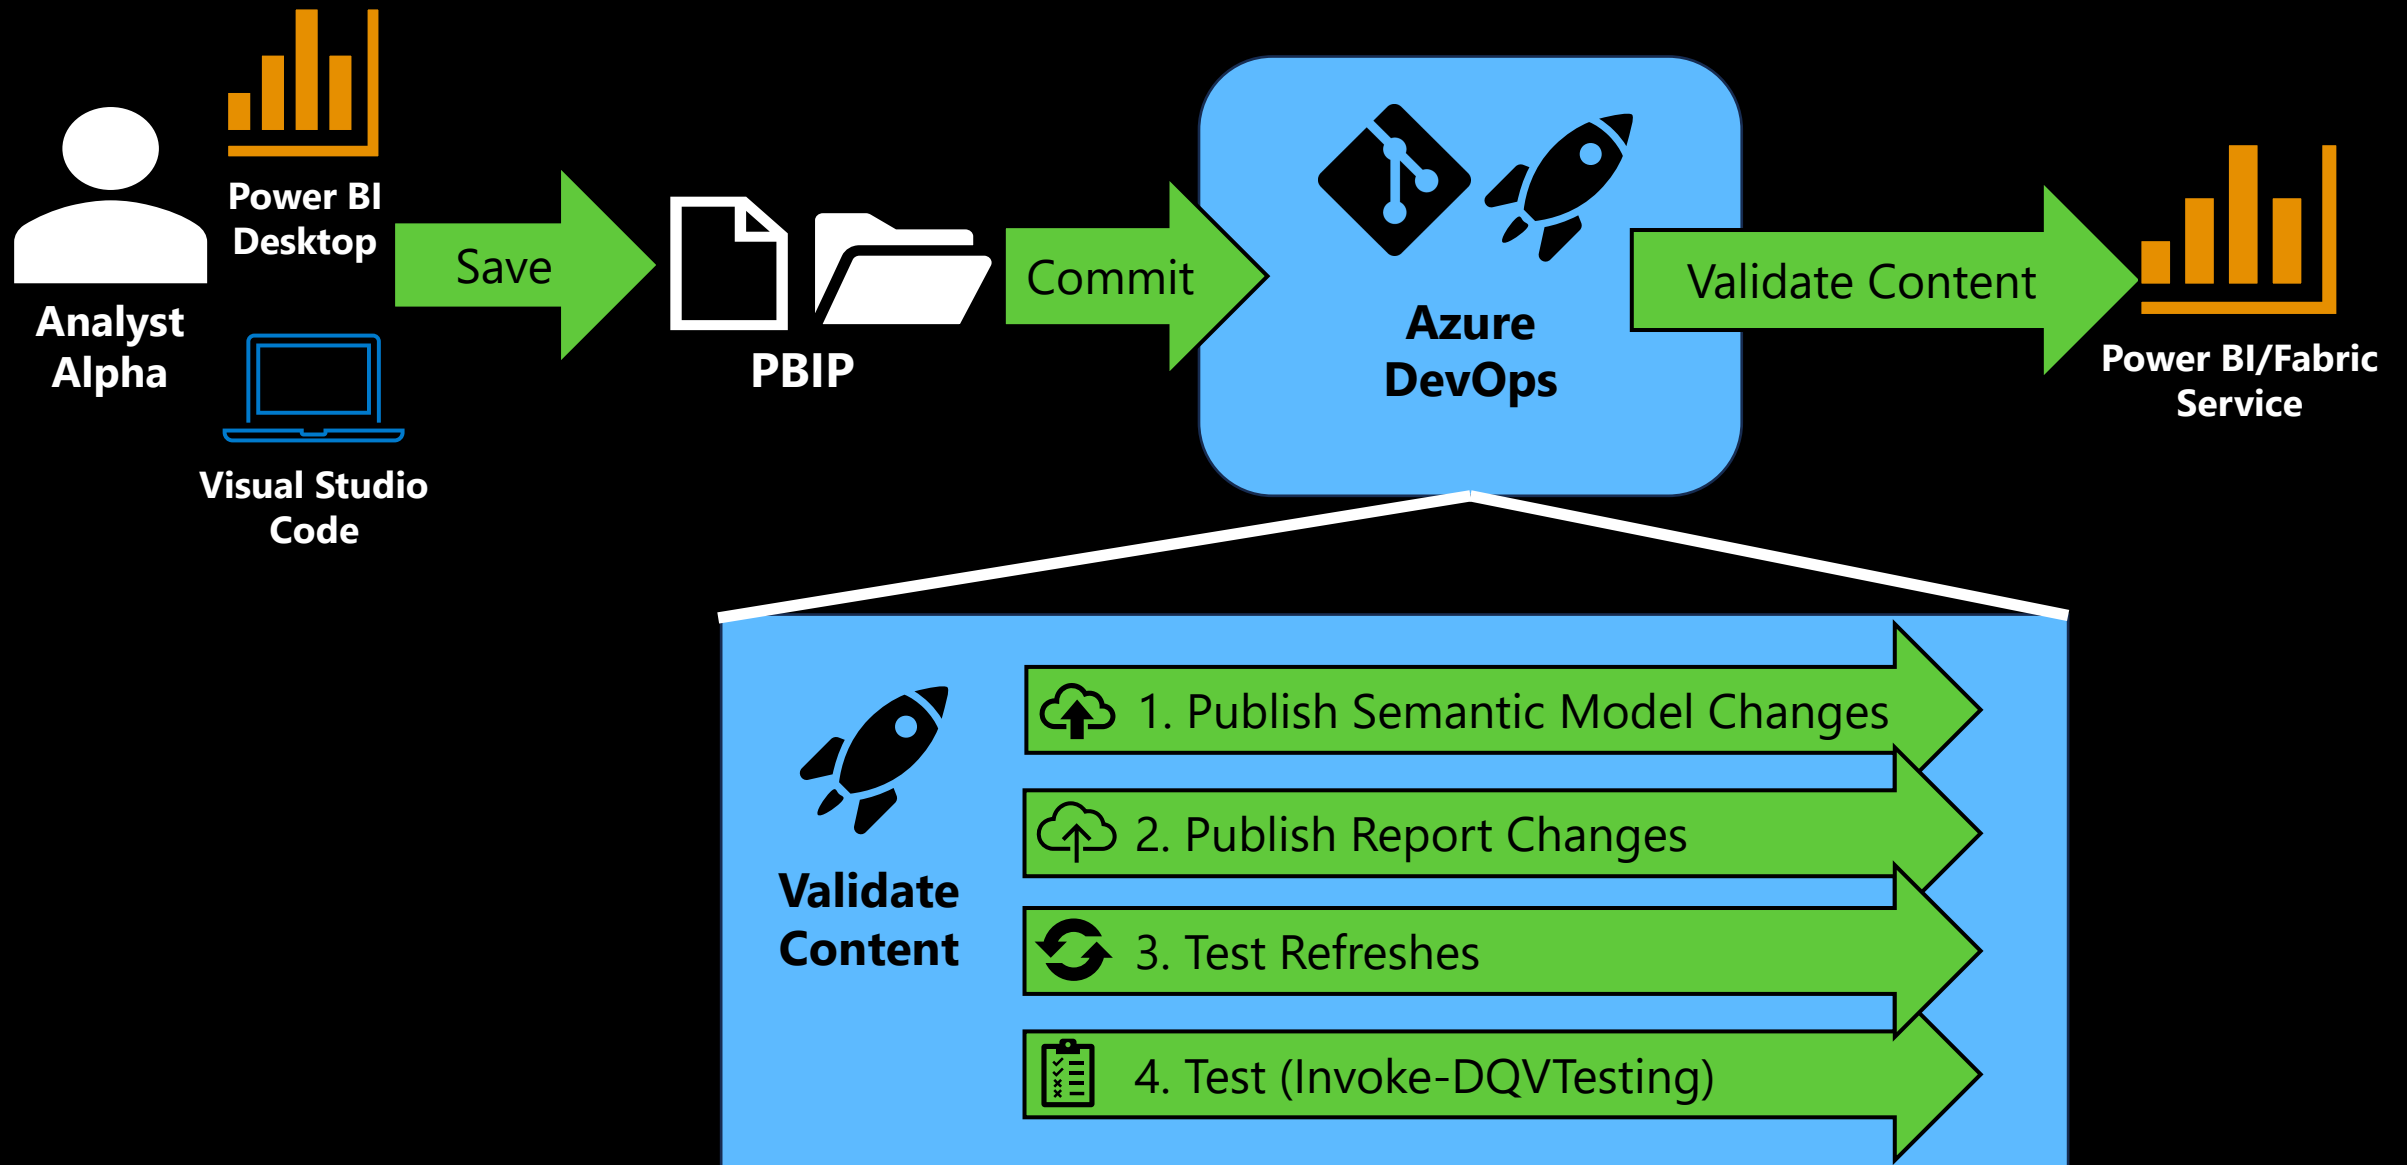 Power BI
Desktop
Analyst
Alpha
Visual Studio
Code
Save
PBIP
Commit
Azure
DevOps
Validate Content
Power BI/Fabric
Service
Validate
Content
1. Publish Semantic Model Changes
2. Publish Report Changes
3. Test Refreshes
4. Test (Invoke-DQVTesting)